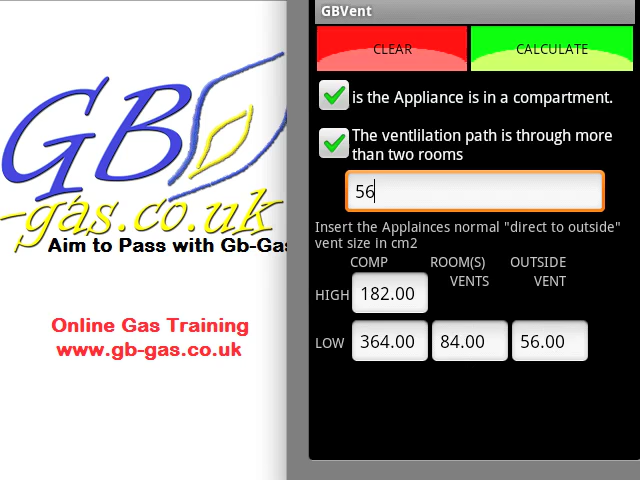 GB
-gas.co.uk
Aim to Pass with Gb-Gas
Online Gas Training
www.gb-gas.co.uk
GBVent
CLEAR CALCULATE
is the Appliance is in a compartment.
The ventlilation path is through more
than two rooms
56
Insert the Applainces normal "direct to outside"
vent size in cm2
COMP ROOM(S) OUTSIDE
VENTS VENT
HIGH 182.00
LOW 364.00 84.00 56.00